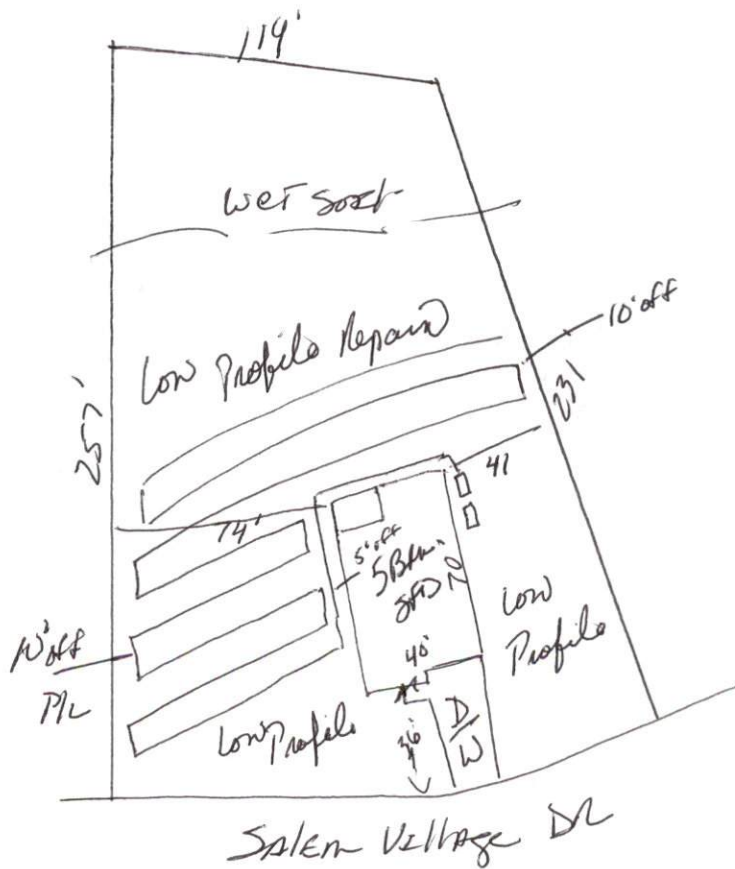 119'
WET SOIL
10' off
Low Profile Repair
257'
231
41
74'
5' off
5 BRM.
SFD
70
Low
Profile
10' off
P/L
40'
Low Profile
36'
D/W
SALEM VILLAGE DR